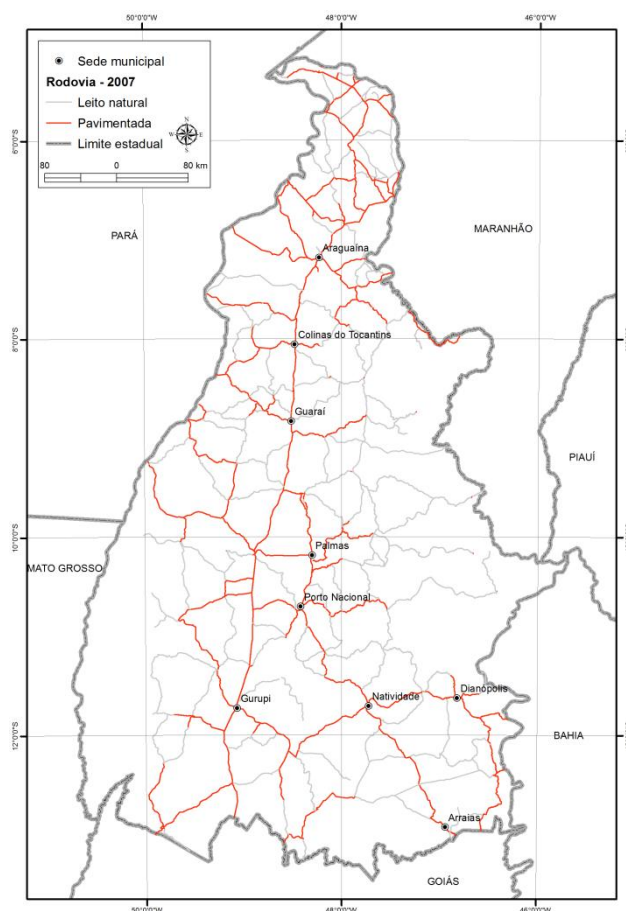 50°0'0"O 48°0'0"O 46°0'0"O
Sede municipal
Rodovia - 2007
Leito natural
Pavimentada
Limite estadual
N
W E
S
80 0 80 km
6°0'0"S
PARÁ
MARANHÃO
Araguaína
8°0'0"S
Colinas do Tocantins
Guaraí
PIAUÍ
10°0'0"S
Palmas
MATO GROSSO
Porto Nacional
Dianópolis
Natividade
Gurupi
12°0'0"S
BAHIA
Arraias
GOIÁS
50°0'0"O 48°0'0"O 46°0'0"O